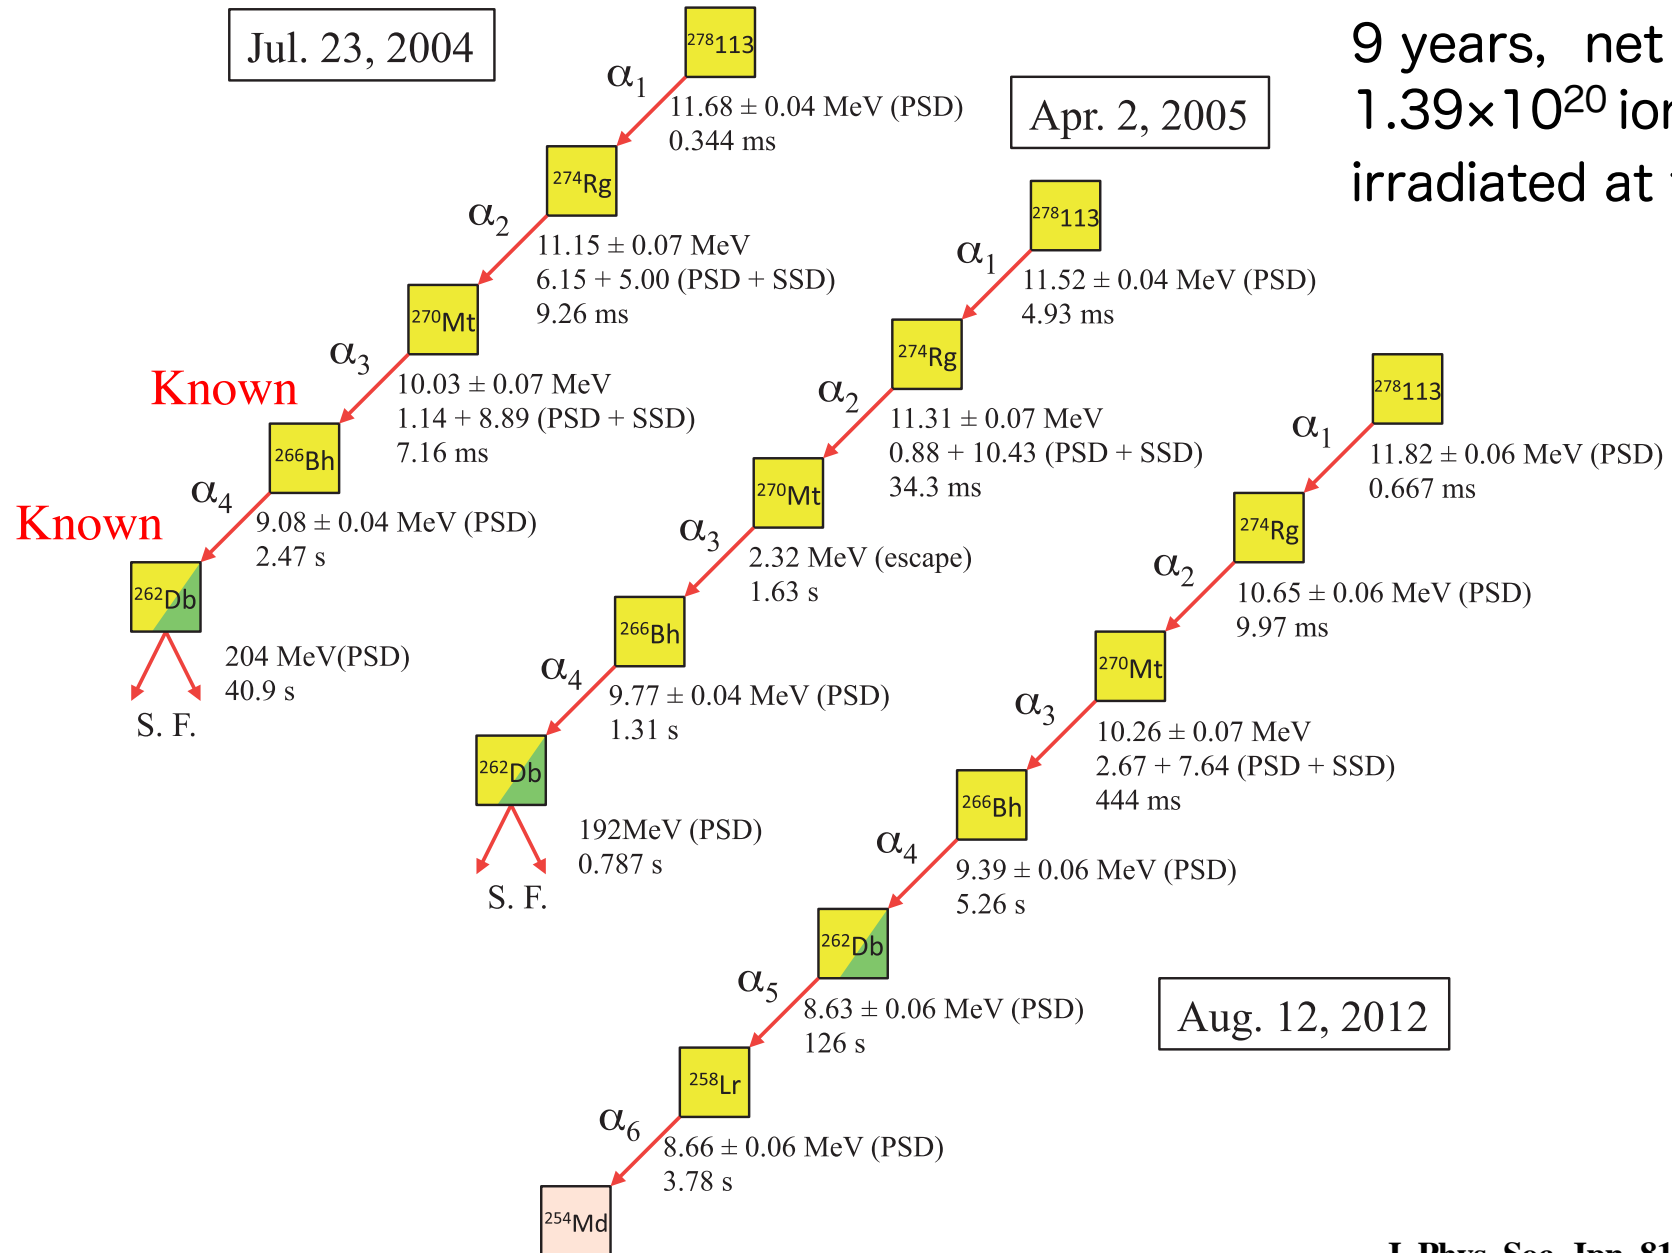 Jul. 23, 2004
²⁷⁸113
α₁
11.68 ± 0.04 MeV (PSD)
0.344 ms
²⁷⁴Rg
α₂
11.15 ± 0.07 MeV
6.15 + 5.00 (PSD + SSD)
9.26 ms
²⁷⁰Mt
α₃
Known
10.03 ± 0.07 MeV
1.14 + 8.89 (PSD + SSD)
7.16 ms
²⁶⁶Bh
α₄
Known
9.08 ± 0.04 MeV (PSD)
2.47 s
²⁶²Db
204 MeV(PSD)
40.9 s
S. F.
Apr. 2, 2005
²⁷⁸113
α₁
11.52 ± 0.04 MeV (PSD)
4.93 ms
²⁷⁴Rg
α₂
11.31 ± 0.07 MeV
0.88 + 10.43 (PSD + SSD)
34.3 ms
²⁷⁰Mt
α₃
2.32 MeV (escape)
1.63 s
²⁶⁶Bh
α₄
9.77 ± 0.04 MeV (PSD)
1.31 s
²⁶²Db
192MeV (PSD)
0.787 s
S. F.
9 years, net
1.39×10²⁰ ion
irradiated at
²⁷⁸113
α₁
11.82 ± 0.06 MeV (PSD)
0.667 ms
²⁷⁴Rg
α₂
10.65 ± 0.06 MeV (PSD)
9.97 ms
²⁷⁰Mt
α₃
10.26 ± 0.07 MeV
2.67 + 7.64 (PSD + SSD)
444 ms
²⁶⁶Bh
α₄
9.39 ± 0.06 MeV (PSD)
5.26 s
²⁶²Db
α₅
8.63 ± 0.06 MeV (PSD)
126 s
Aug. 12, 2012
²⁵⁸Lr
α₆
8.66 ± 0.06 MeV (PSD)
3.78 s
²⁵⁴Md
J. Phys. Soc. Jpn. 81